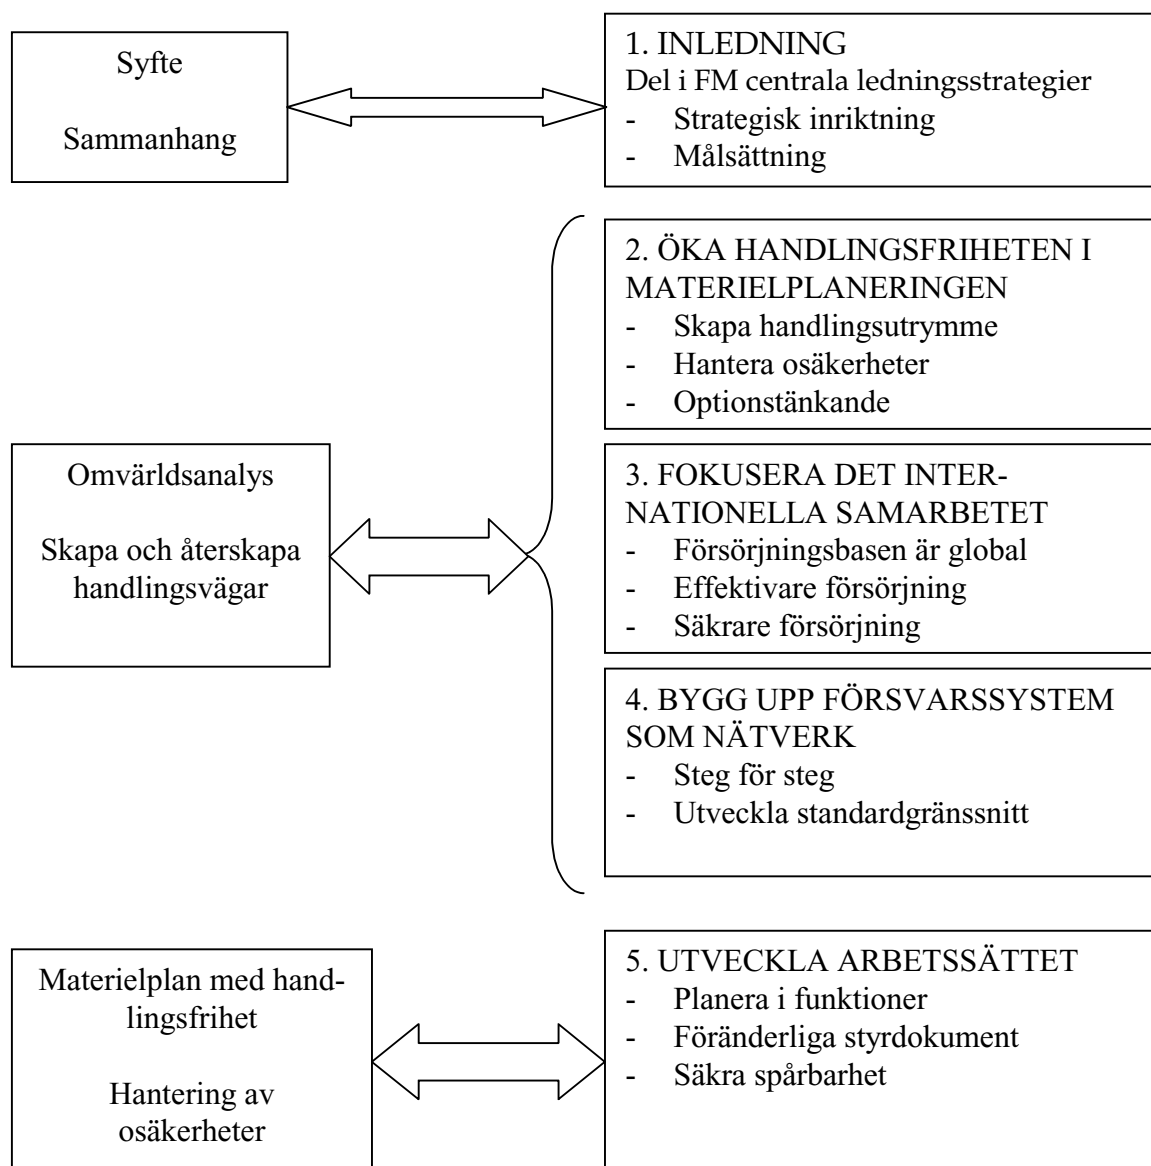 Syfte
Sammanhang
1. INLEDNING
Del i FM centrala ledningsstrategier
- Strategisk inriktning
- Målsättning
Omvärldsanalys
Skapa och återskapa
handlingsvägar
2. ÖKA HANDLINGSFRIHETEN I
MATERIELPLANERINGEN
- Skapa handlingsutrymme
- Hantera osäkerheter
- Optionstänkande
3. FOKUSERA DET INTER-
NATIONELLA SAMARBETET
- Försörjningsbasen är global
- Effektivare försörjning
- Säkrare försörjning
4. BYGG UPP FÖRSVARSSYSTEM
SOM NÄTVERK
- Steg för steg
- Utveckla standardgränssnitt
Materielplan med hand-
lingsfrihet
Hantering av
osäkerheter
5. UTVECKLA ARBETSSÄTTET
- Planera i funktioner
- Föränderliga styrdokument
- Säkra spårbarhet